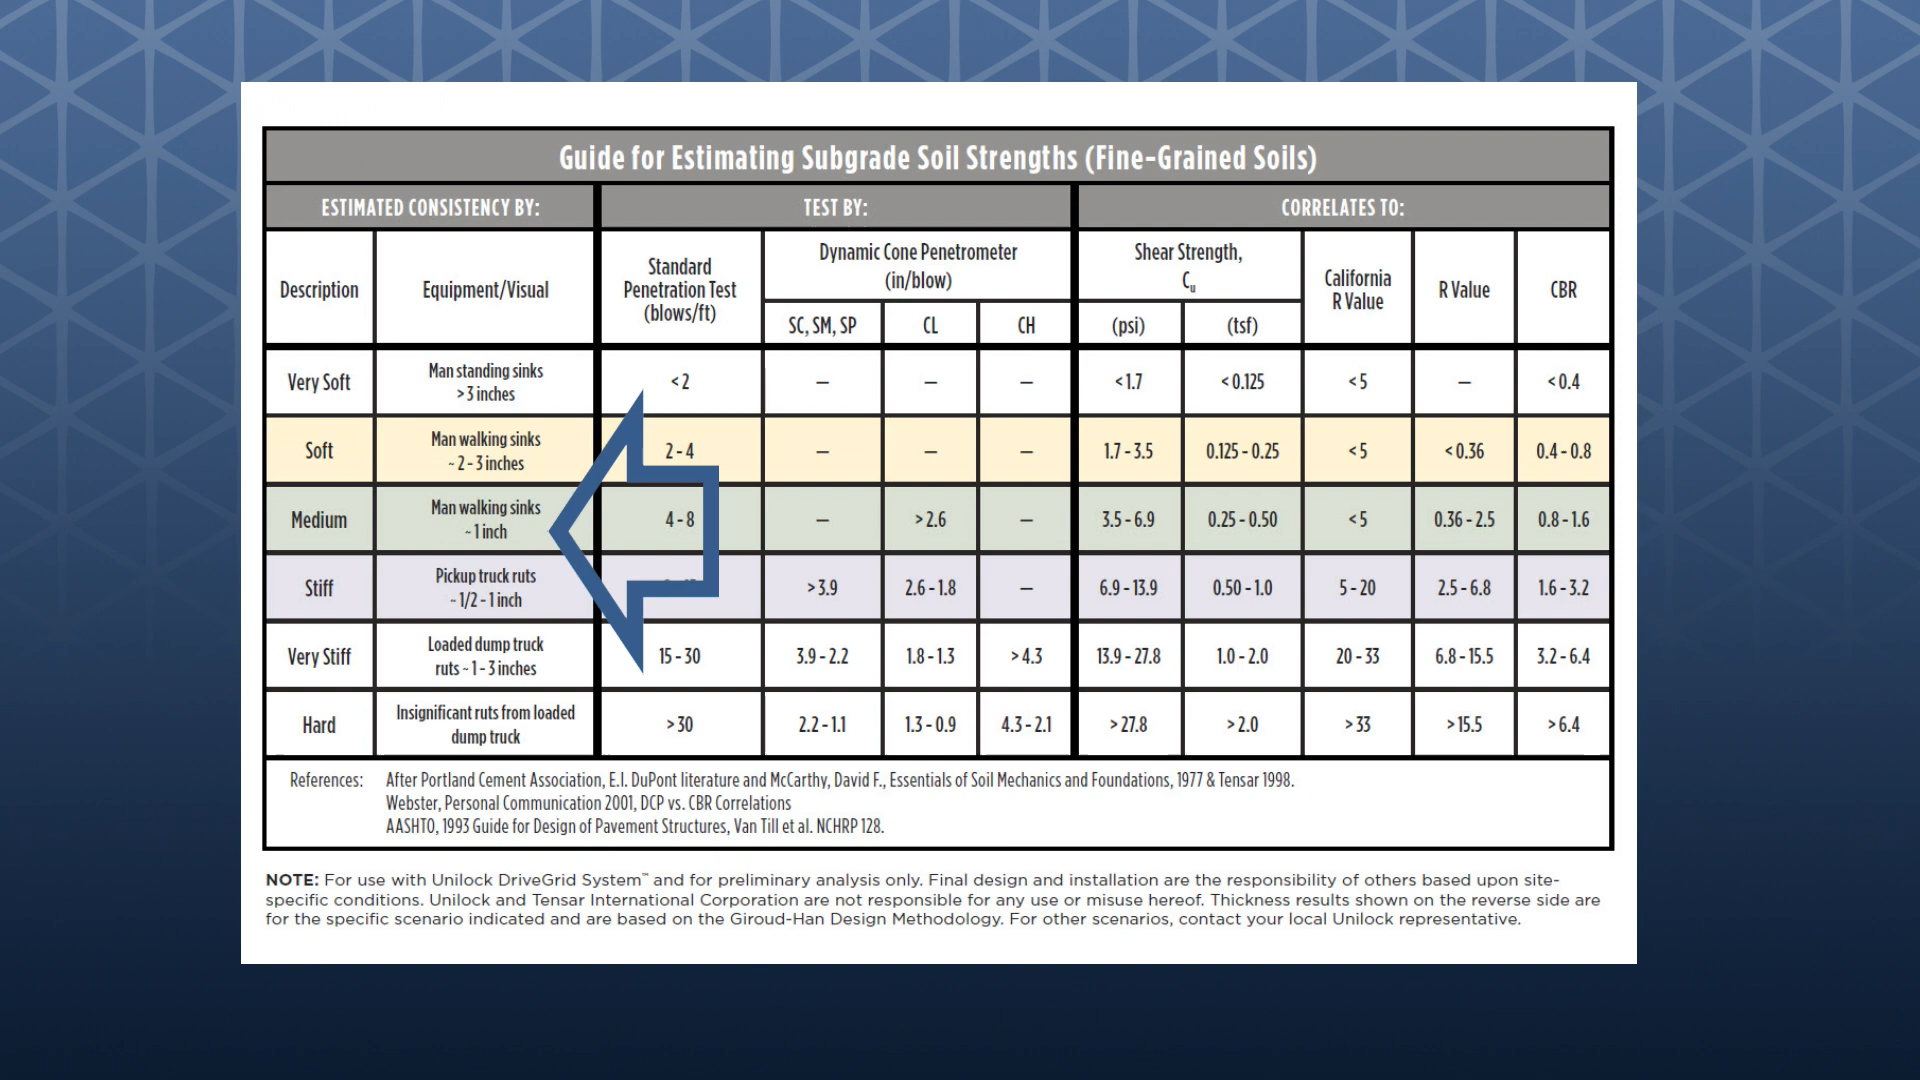 Guide for Estimating Subgrade Soil Strengths (Fine-Grained Soils)
ESTIMATED CONSISTENCY BY: TEST BY: CORRELATES TO:
Description Equipment/Visual Standard Penetration Test (blows/ft) Dynamic Cone Penetrometer (in/blow) Shear Strength, Cu California R Value R Value CBR
SC, SM, SP CL CH (psi) (tsf)
Very Soft Man standing sinks > 3 inches < 2 – – – < 1.7 < 0.125 < 5 – < 0.4
Soft Man walking sinks ~ 2 - 3 inches 2 - 4 – – – 1.7 - 3.5 0.125 - 0.25 < 5 < 0.36 0.4 - 0.8
Medium Man walking sinks ~ 1 inch 4 - 8 – > 2.6 – 3.5 - 6.9 0.25 - 0.50 < 5 0.36 - 2.5 0.8 - 1.6
Stiff Pickup truck ruts ~ 1/2 - 1 inch > 3.9 2.6 - 1.8 – 6.9 - 13.9 0.50 - 1.0 5 - 20 2.5 - 6.8 1.6 - 3.2
Very Stiff Loaded dump truck ruts ~ 1 - 3 inches 15 - 30 3.9 - 2.2 1.8 - 1.3 > 4.3 13.9 - 27.8 1.0 - 2.0 20 - 33 6.8 - 15.5 3.2 - 6.4
Hard Insignificant ruts from loaded dump truck > 30 2.2 - 1.1 1.3 - 0.9 4.3 - 2.1 > 27.8 > 2.0 > 33 > 15.5 > 6.4
References: After Portland Cement Association, E.I. DuPont literature and McCarthy, David F., Essentials of Soil Mechanics and Foundations, 1977 & Tensar 1998.
Webster, Personal Communication 2001, DCP vs. CBR Correlations
AASHTO, 1993 Guide for Design of Pavement Structures, Van Till et al. NCHRP 128.
NOTE: For use with Unilock DriveGrid System™ and for preliminary analysis only. Final design and installation are the responsibility of others based upon site-
specific conditions. Unilock and Tensar International Corporation are not responsible for any use or misuse hereof. Thickness results shown on the reverse side are
for the specific scenario indicated and are based on the Giroud-Han Design Methodology. For other scenarios, contact your local Unilock representative.